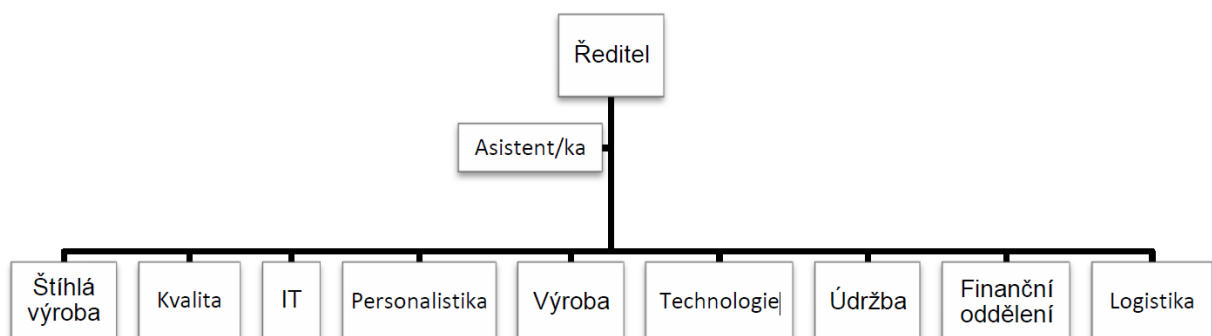 Ředitel
Asistent/ka
Štíhlá
výroba
Kvalita
IT
Personalistika
Výroba
Technologie
Údržba
Finanční
oddělení
Logistika